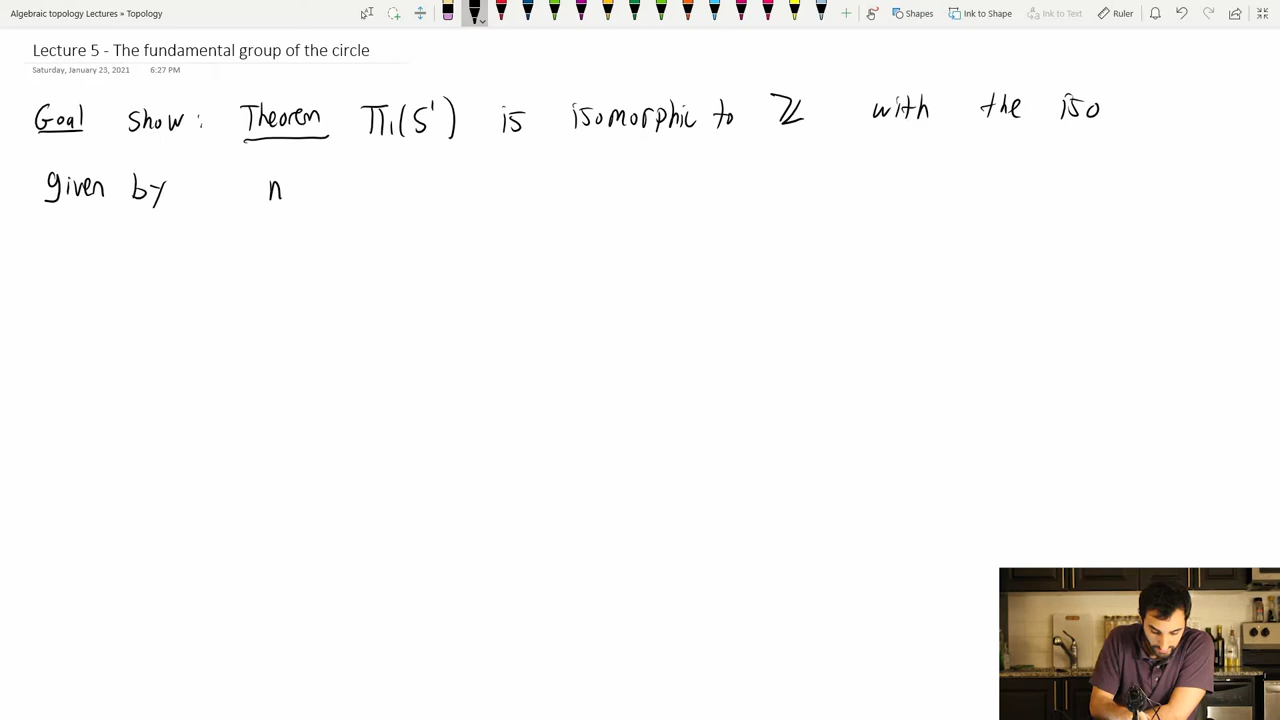 Algebraic topology Lectures » Topology
Shapes Ink to Shape Ink to Text Ruler
Lecture 5 - The fundamental group of the circle
Saturday, January 23, 2021 6:27 PM
Goal show: Theorem π₁(S¹) is isomorphic to ℤ with the iso
given by n